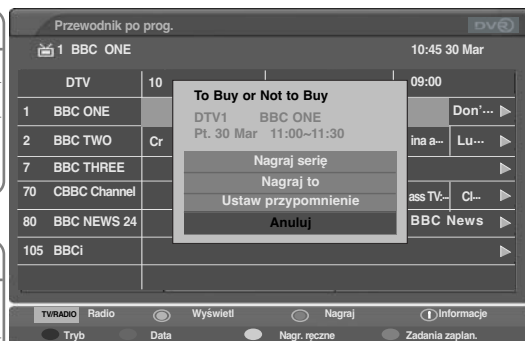 Przewodnik po prog.
DVR
1 BBC ONE 10:45 30 Mar
DTV 10 09:00
1 BBC ONE Don'···
2 BBC TWO Cr ina a··· Lu···
7 BBC THREE
70 CBBC Channel ass TV:·· Cl···
80 BBC NEWS 24 BBC News
105 BBCi
To Buy or Not to Buy
DTV1 BBC ONE
Pt. 30 Mar 11:00~11:30
Nagraj serię
Nagraj to
Ustaw przypomnienie
Anuluj
TV/RADIO Radio Wyświetl Nagraj Informacje
Tryb Data Nagr. ręczne Zadania zaplan.